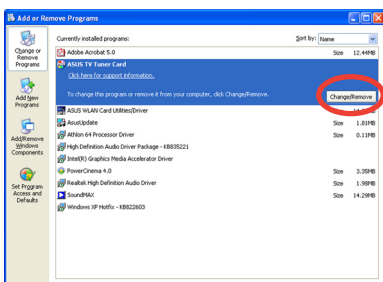 Add or Remove Programs
Change or
Remove
Programs
Add New
Programs
Add/Remove
Windows
Components
Set Program
Access and
Defaults
Currently installed programs:
Sort by: Name
Adobe Acrobat 5.0 Size 12.44MB
ASUS TV Tuner Card
Click here for support information.
To change this program or remove it from your computer, click Change/Remove.
Change/Remove
ASUS WLAN Card Utilities/Driver
AsusUpdate Size 1.81MB
Athlon 64 Processor Driver Size 0.11MB
High Definition Audio Driver Package - KB835221
Intel(R) Graphics Media Accelerator Driver
PowerCinema 4.0 Size 3.35MB
Realtek High Definition Audio Driver Size 1.98MB
SoundMAX Size 14.29MB
Windows XP Hotfix - KB822603